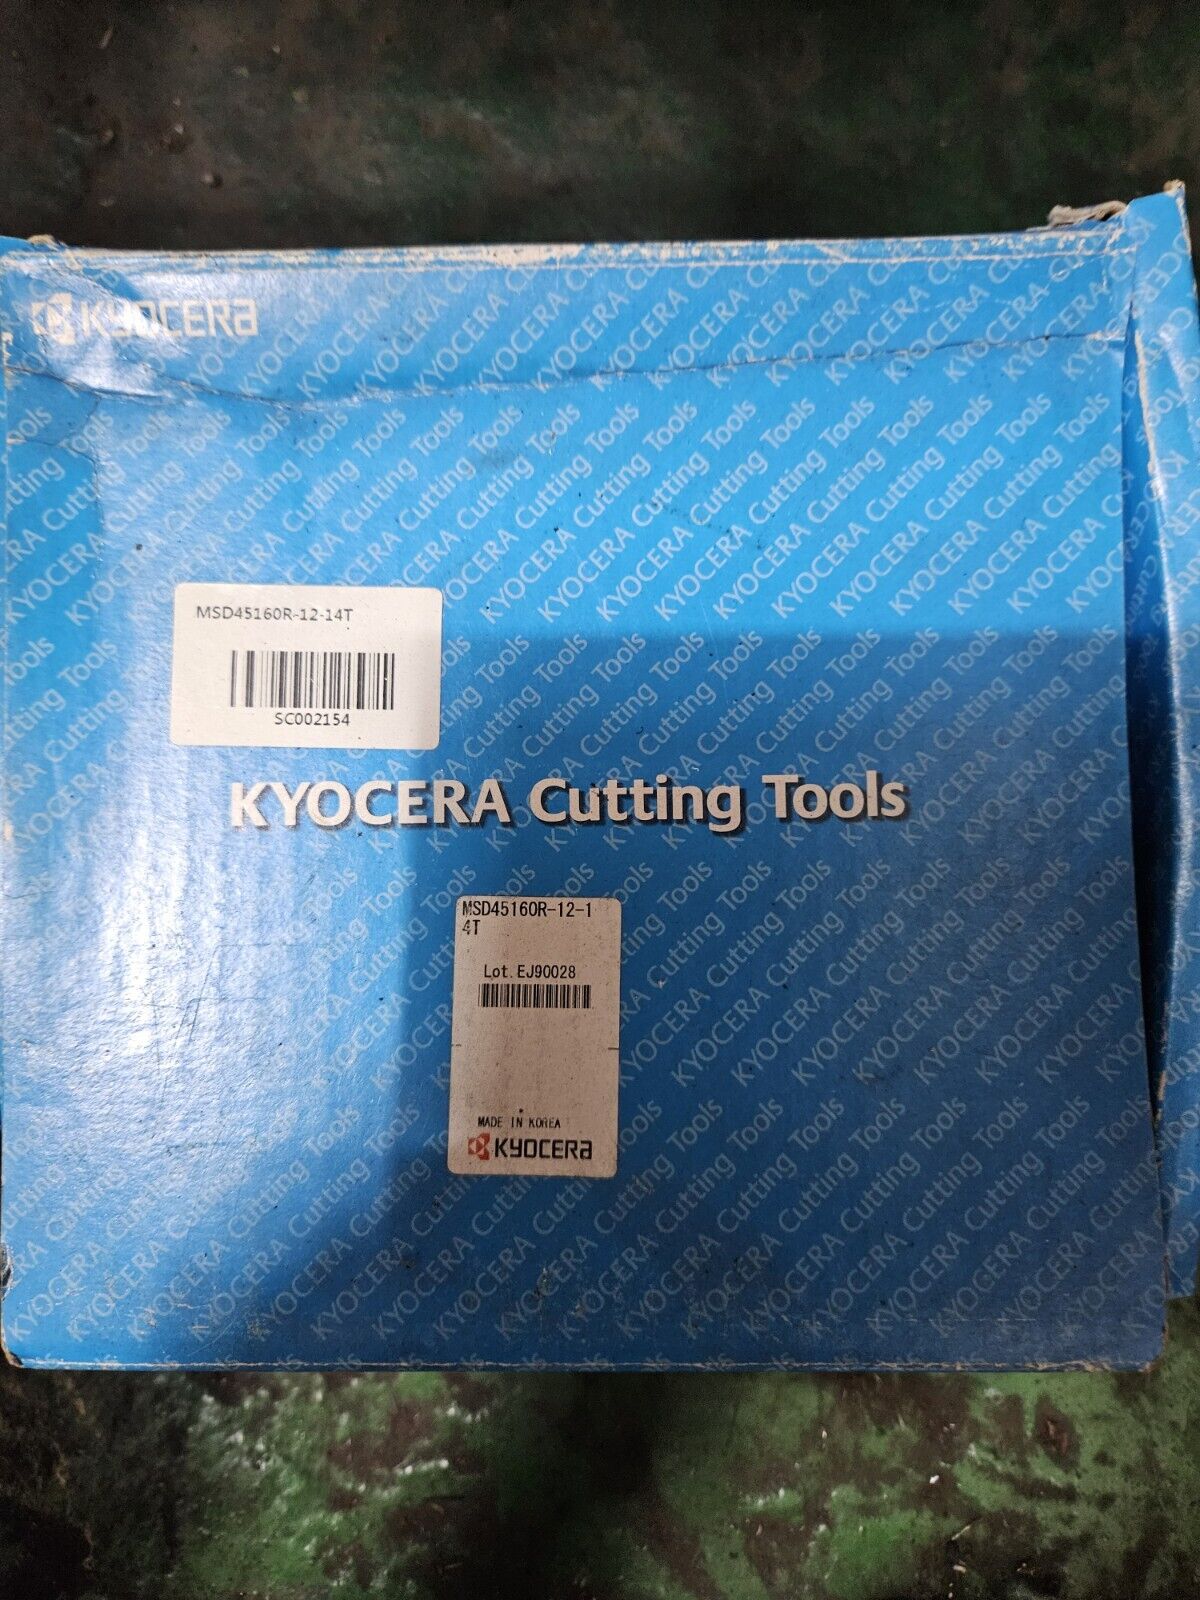 KYOCERA
MSD45160R-12-14T
SC002154
KYOCERA Cutting Tools
MSD45160R-12-1
4T
Lot.EJ90028
MADE IN KOREA
KYOCERA